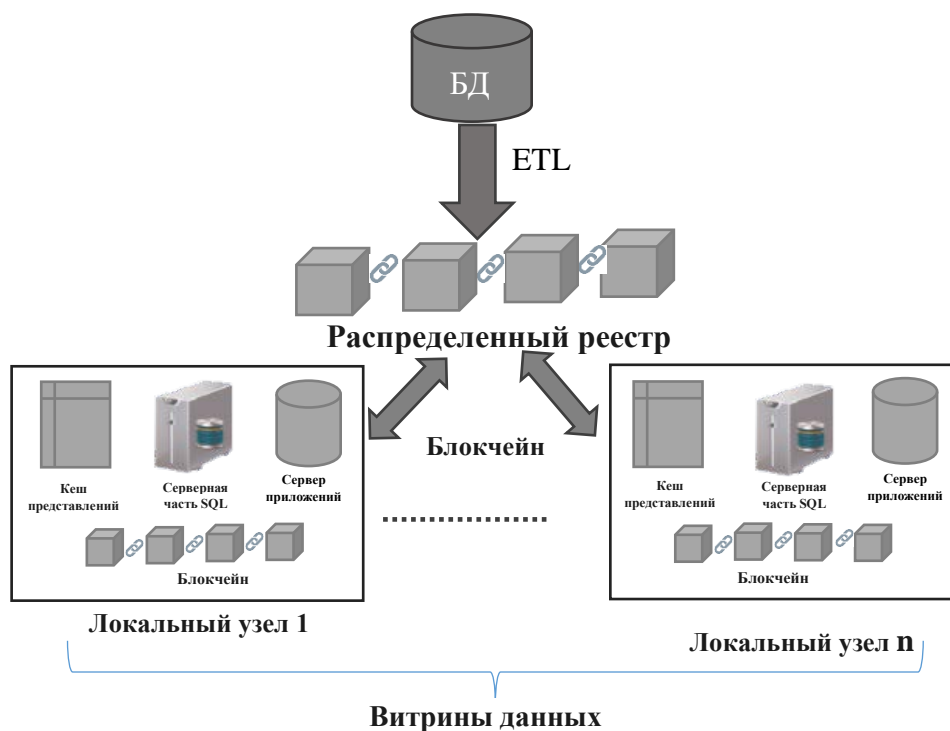 БД
ETL
Распределенный реестр
Блокчейн
Кеш
представлений
Серверная
часть SQL
Сервер
приложений
Блокчейн
Локальный узел 1
Кеш
представлений
Серверная
часть SQL
Сервер
приложений
Блокчейн
Локальный узел n
Витрины данных